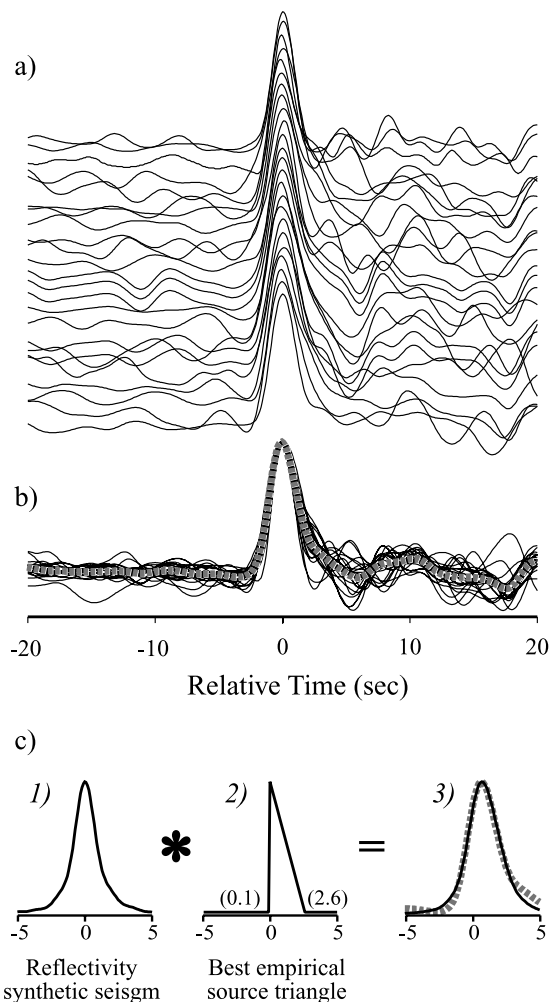 a)
b)
-20 -10 0 10 20
Relative Time (sec)
c)
1) * 2) = 3)
(0.1) (2.6)
-5 0 5 -5 0 5 -5 0 5
Reflectivity Best empirical
synthetic seisgm source triangle